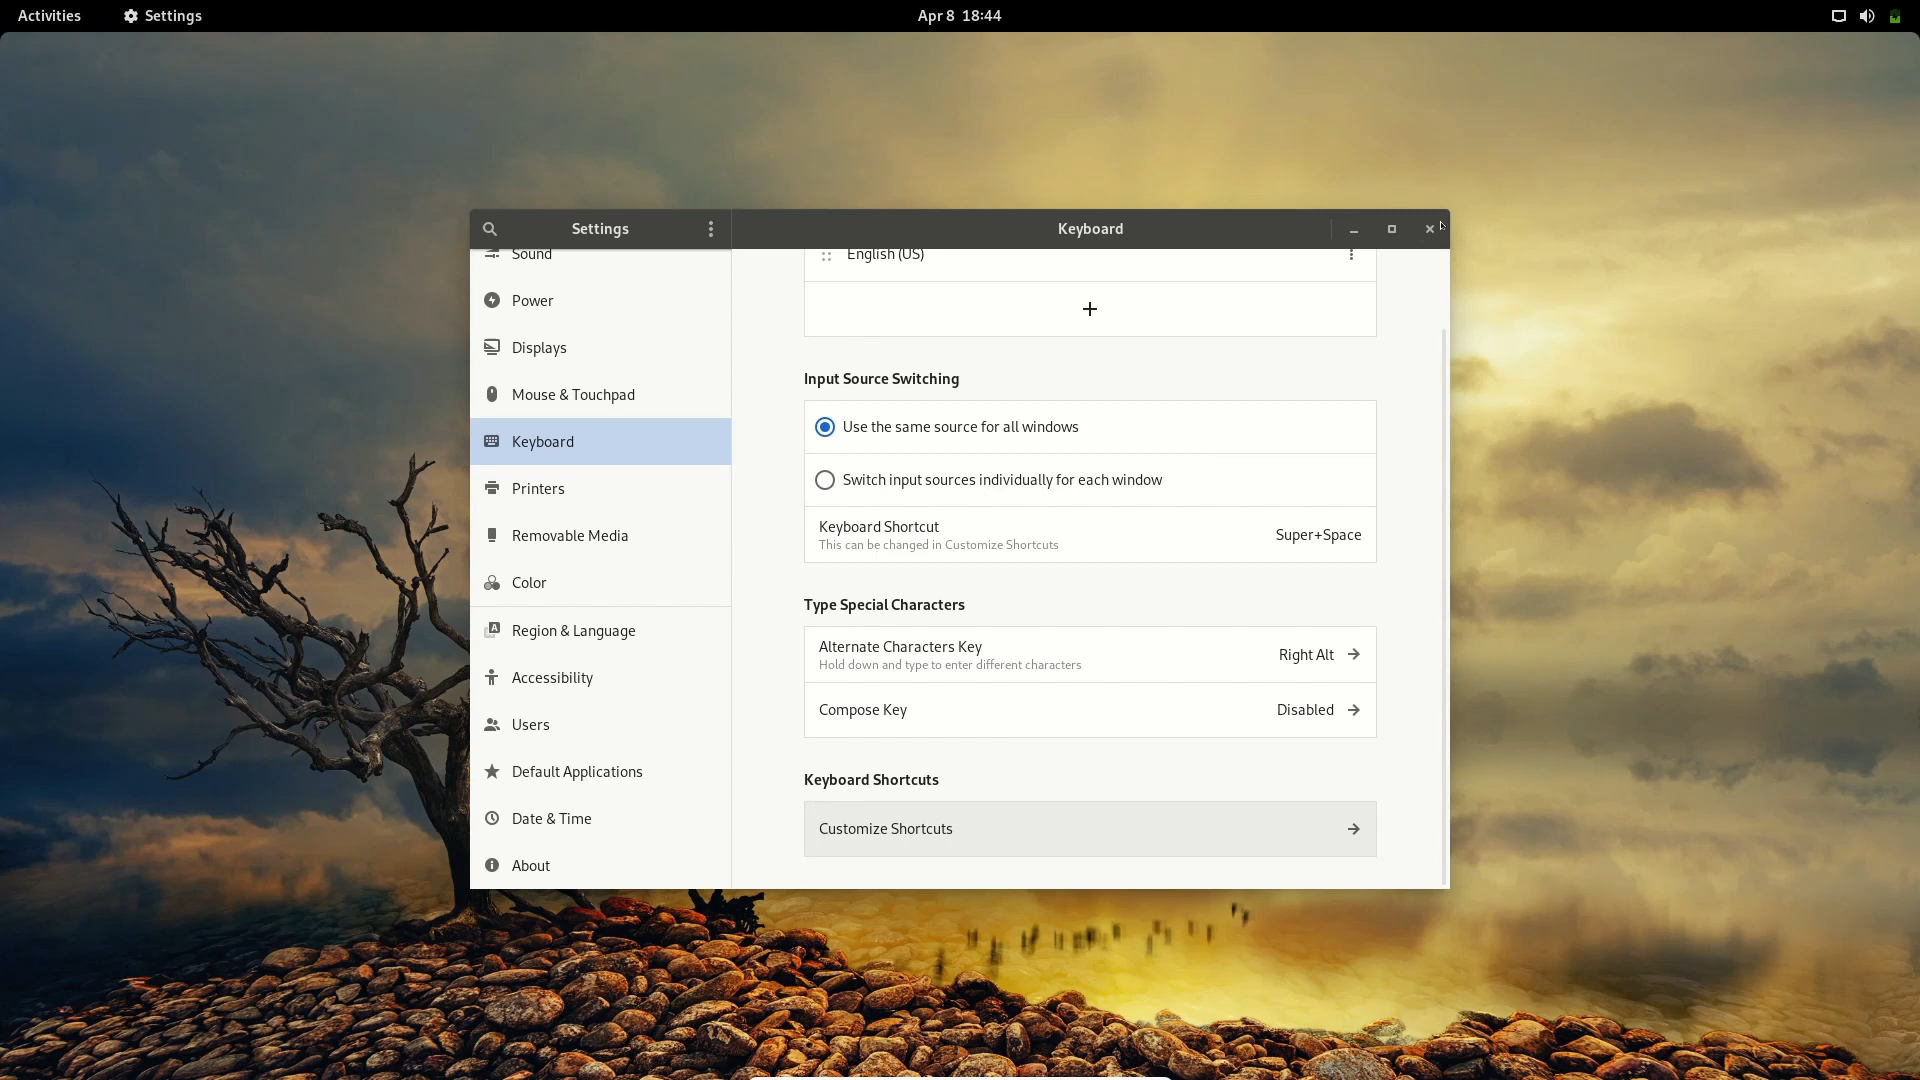 Activities
Settings
Apr 8 18:44
Settings
Keyboard
Sound
Power
Displays
Mouse & Touchpad
Keyboard
Printers
Removable Media
Color
Region & Language
Accessibility
Users
Default Applications
Date & Time
About
English (US)
Input Source Switching
Use the same source for all windows
Switch input sources individually for each window
Keyboard Shortcut
This can be changed in Customize Shortcuts
Super+Space
Type Special Characters
Alternate Characters Key
Hold down and type to enter different characters
Right Alt
Compose Key
Disabled
Keyboard Shortcuts
Customize Shortcuts